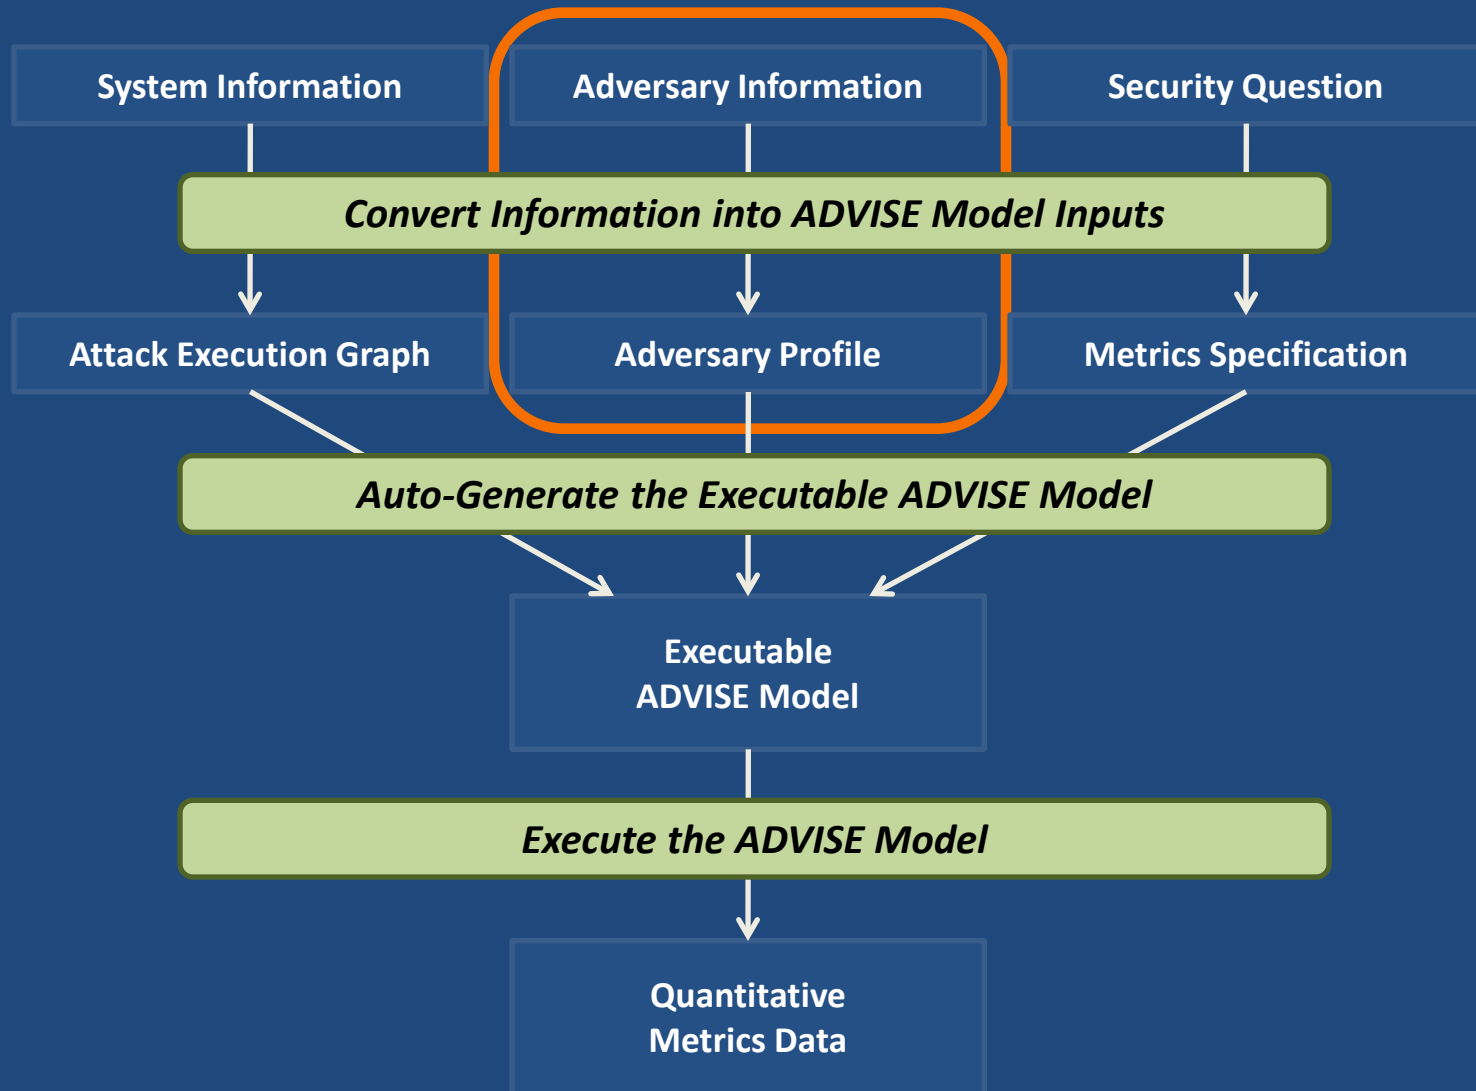 System Information
Adversary Information
Security Question
Convert Information into ADVISE Model Inputs
Attack Execution Graph
Adversary Profile
Metrics Specification
Auto-Generate the Executable ADVISE Model
Executable
ADVISE Model
Execute the ADVISE Model
Quantitative
Metrics Data